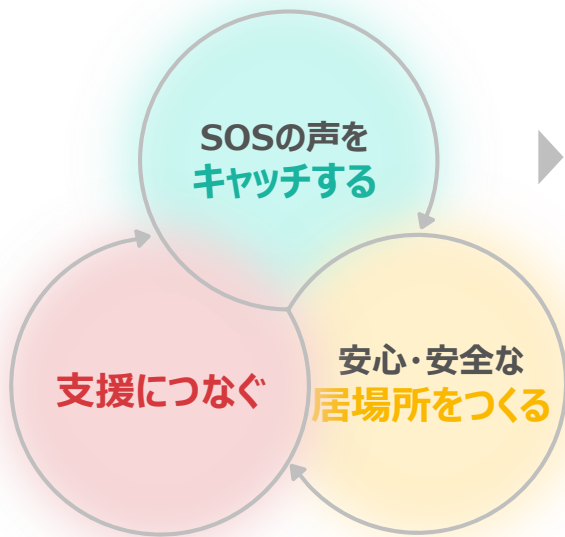 SOSの声を
キャッチする
安心・安全な
居場所をつくる
支援につなぐ